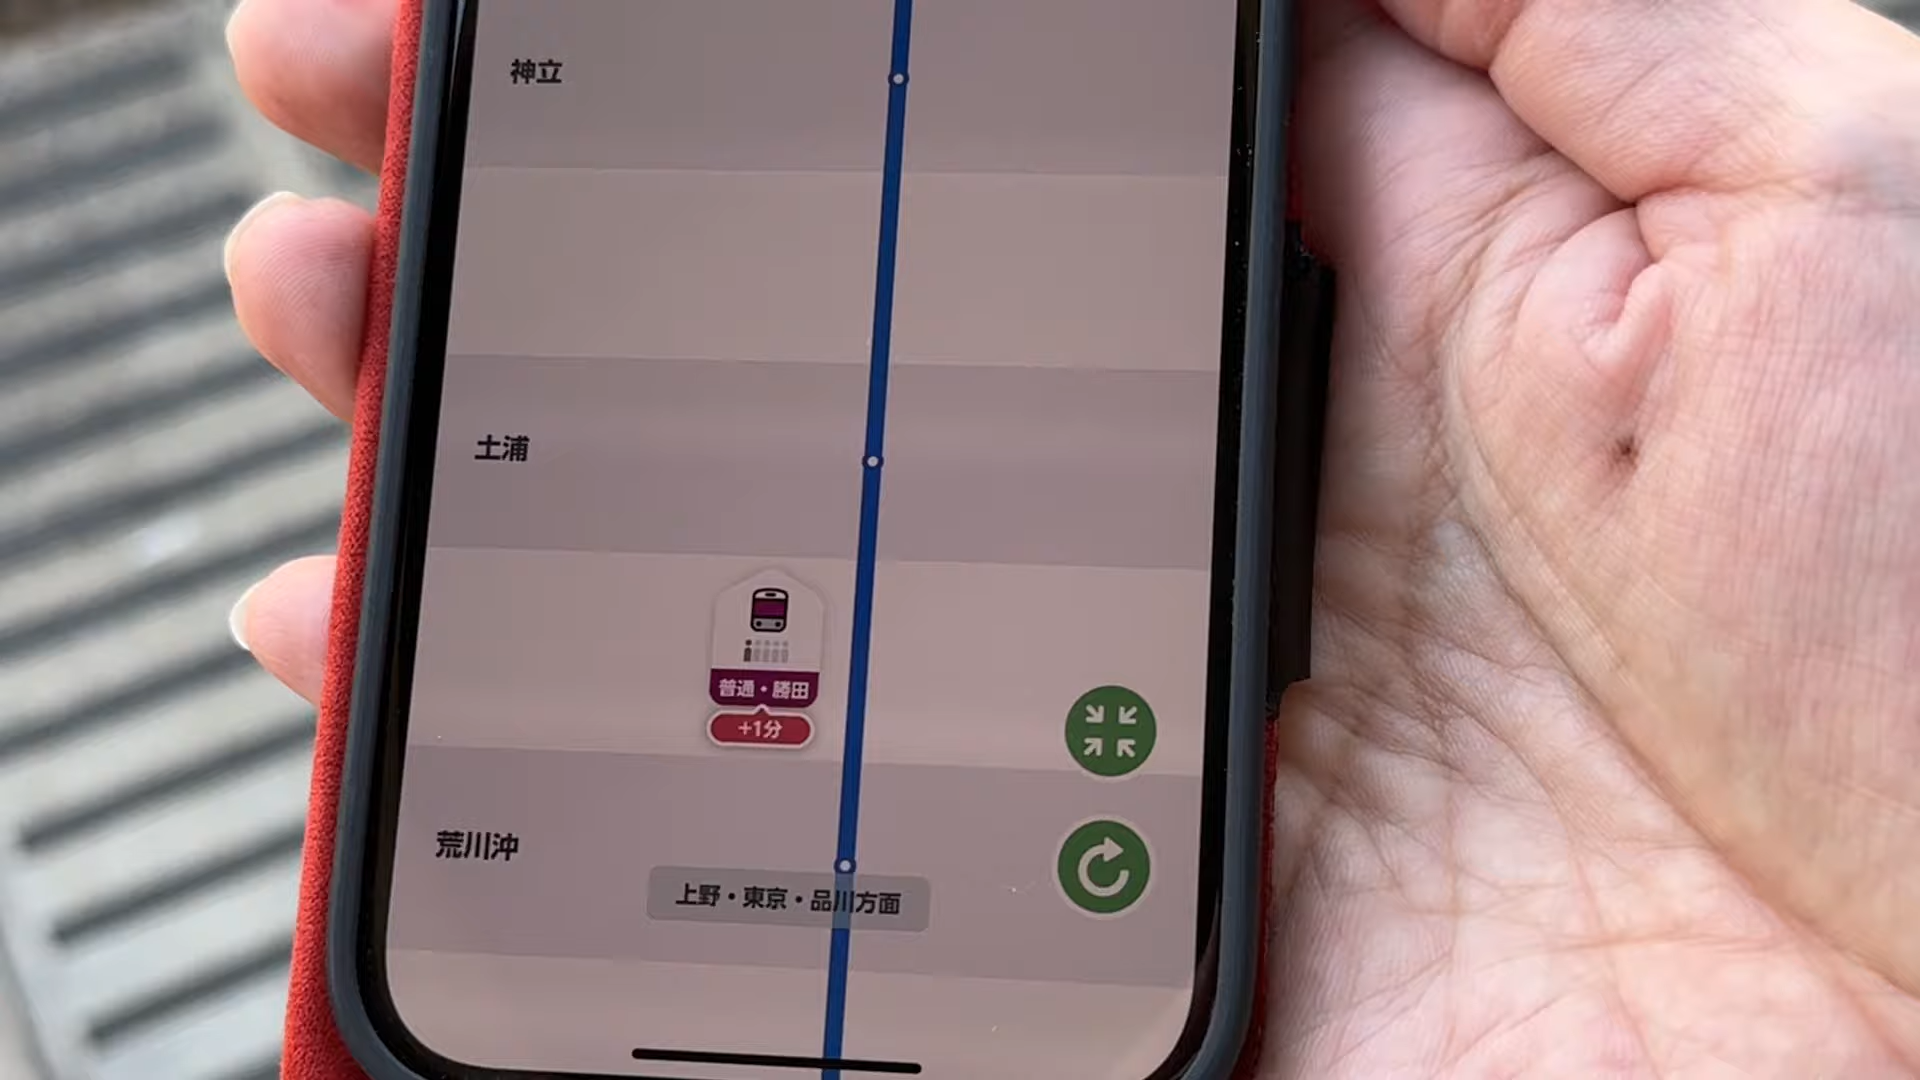 神立
土浦
普通・勝田
+1分
荒川沖
上野・東京・品川方面